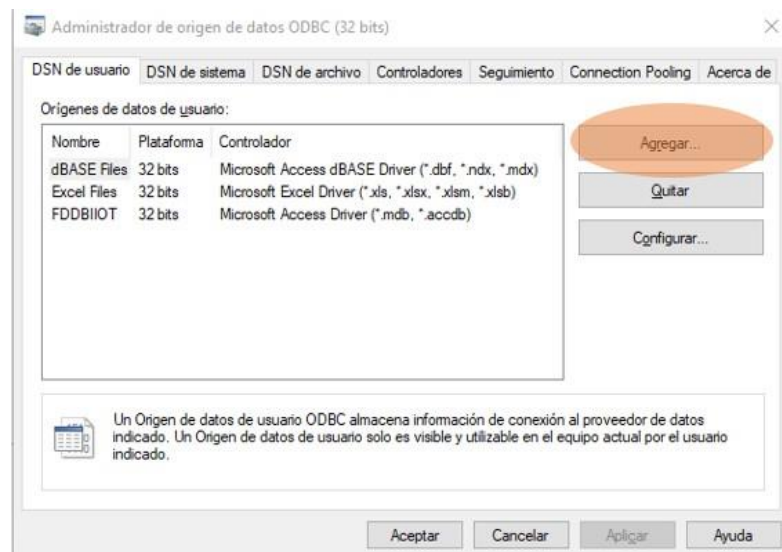 Administrador de origen de datos ODBC (32 bits)
DSN de usuario DSN de sistema DSN de archivo Controladores Seguimiento Connection Pooling Acerca de
Orígenes de datos de usuario:
Nombre Plataforma Controlador
dBASE Files 32 bits Microsoft Access dBASE Driver (*.dbf, *.ndx, *.mdx)
Excel Files 32 bits Microsoft Excel Driver (*.xls, *.xlsx, *.xlsm, *.xlsb)
FDDBIIOT 32 bits Microsoft Access Driver (*.mdb, *.accdb)
Agregar...
Quitar
Configurar...
Un Origen de datos de usuario ODBC almacena información de conexión al proveedor de datos
indicado. Un Origen de datos de usuario solo es visible y utilizable en el equipo actual por el usuario
indicado.
Aceptar Cancelar Aplicar Ayuda